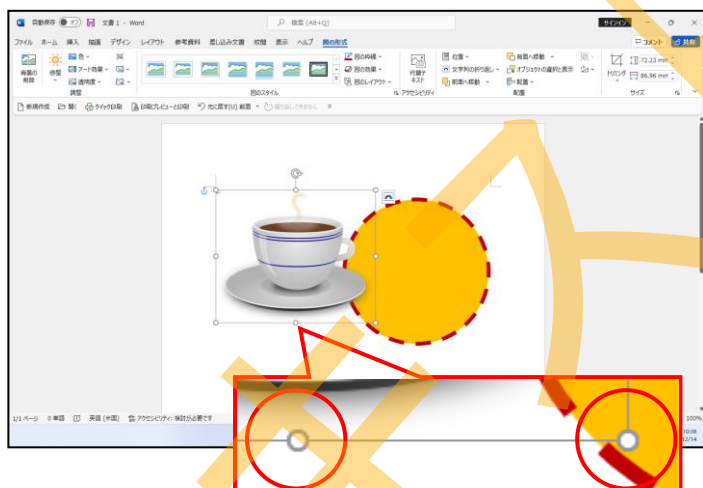 自動保存 オフ 文書 1 - Word 検索 (Alt+Q) サインイン
ファイル ホーム 挿入 描画 デザイン レイアウト 参考資料 差し込み文書 校閲 表示 ヘルプ 図の形式 コメント 共有
背景の削除 修整 色 アート効果 透明度 図の枠線 図の効果 図のレイアウト 代替テキスト 位置 文字列の折り返し 前面へ移動 背面へ移動 オブジェクトの選択と表示 配置 トリミング 72.23 mm 86.96 mm
調整 図のスタイル アクセシビリティ 配置 サイズ
新規作成 開く クイック印刷 印刷プレビューと印刷 元に戻す(U) 前面
1/1 ページ 0 単語 英語 (米国) アクセシビリティ: 検討が必要です 100%
10:08
12/14